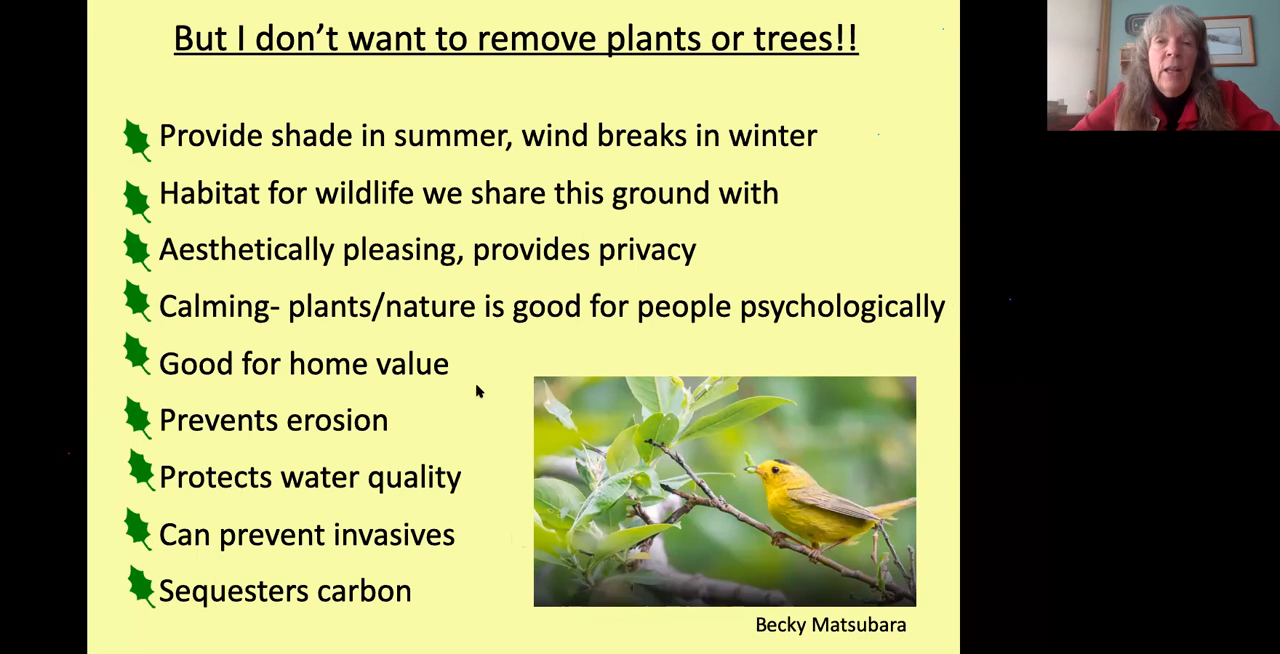 But I don't want to remove plants or trees!!
Provide shade in summer, wind breaks in winter
Habitat for wildlife we share this ground with
Aesthetically pleasing, provides privacy
Calming- plants/nature is good for people psychologically
Good for home value
Prevents erosion
Protects water quality
Can prevent invasives
Sequesters carbon
Becky Matsubara